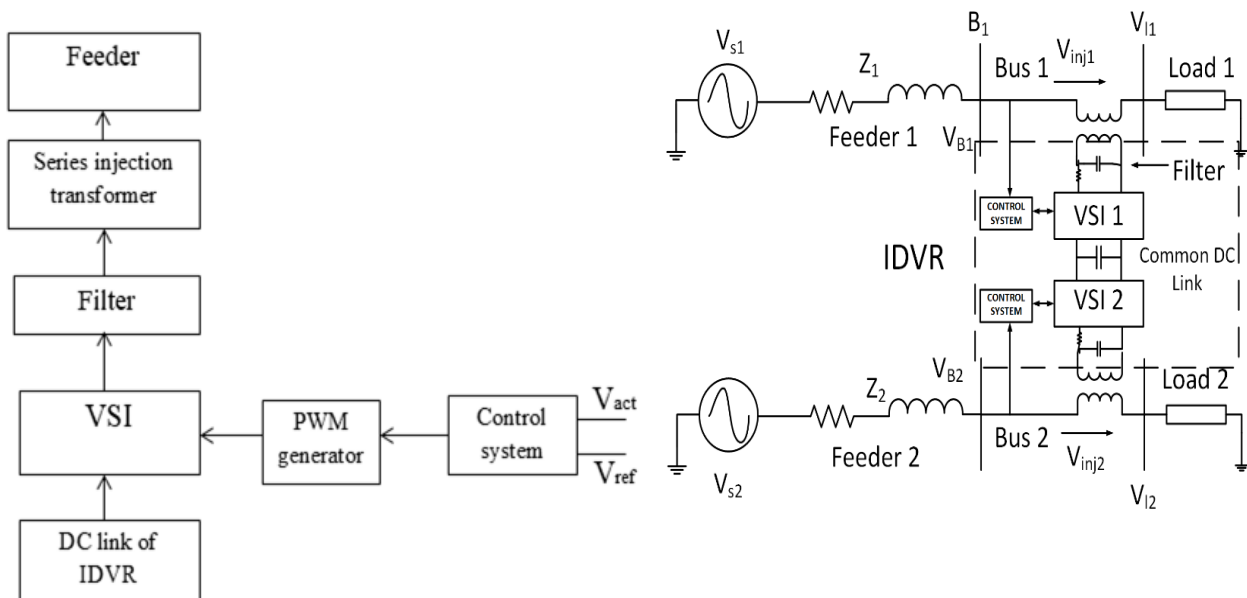 Feeder
Series injection
transformer
Filter
VSI
PWM
generator
Control
system
V_act
V_ref
DC link of
IDVR
V_s1
Z_1
Feeder 1
B_1
Bus 1
V_inj1
V_l1
Load 1
V_B1
Filter
CONTROL
SYSTEM
VSI 1
IDVR
Common DC
Link
CONTROL
SYSTEM
VSI 2
V_B2
Z_2
Feeder 2
V_s2
Bus 2
V_inj2
Load 2
V_l2